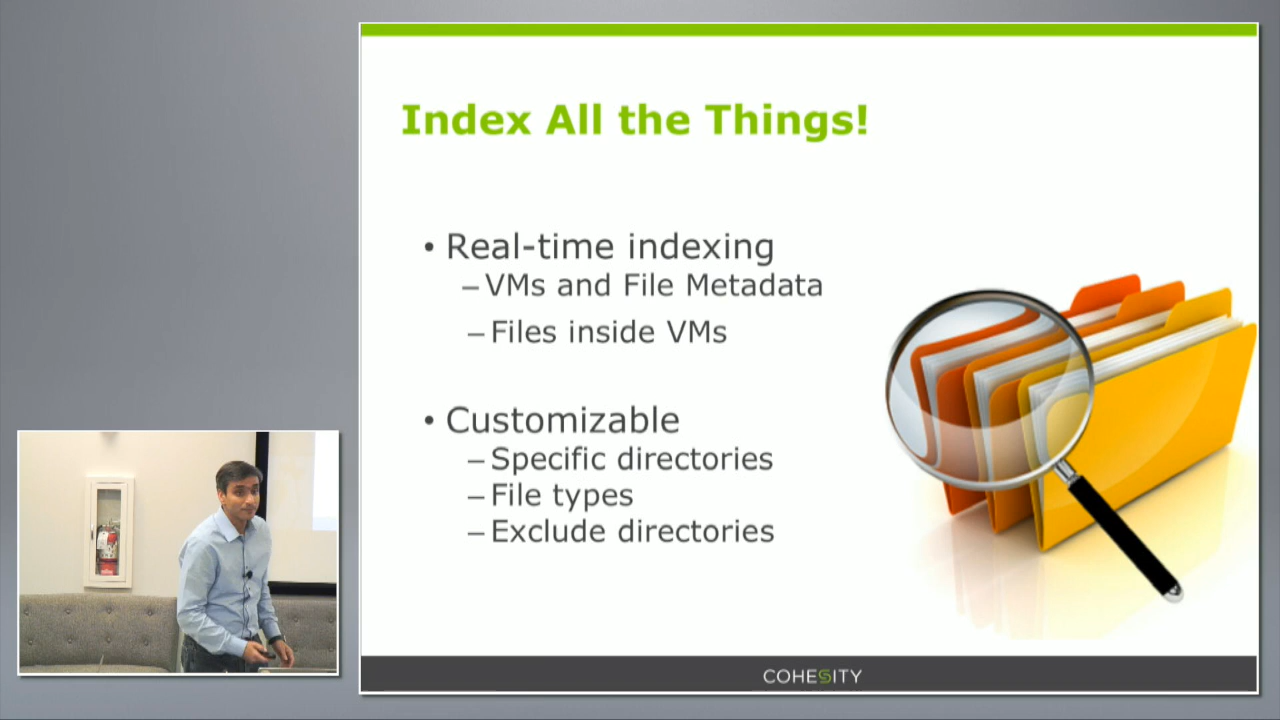 Index All the Things!
• Real-time indexing
– VMs and File Metadata
– Files inside VMs
• Customizable
– Specific directories
– File types
– Exclude directories
COHESITY